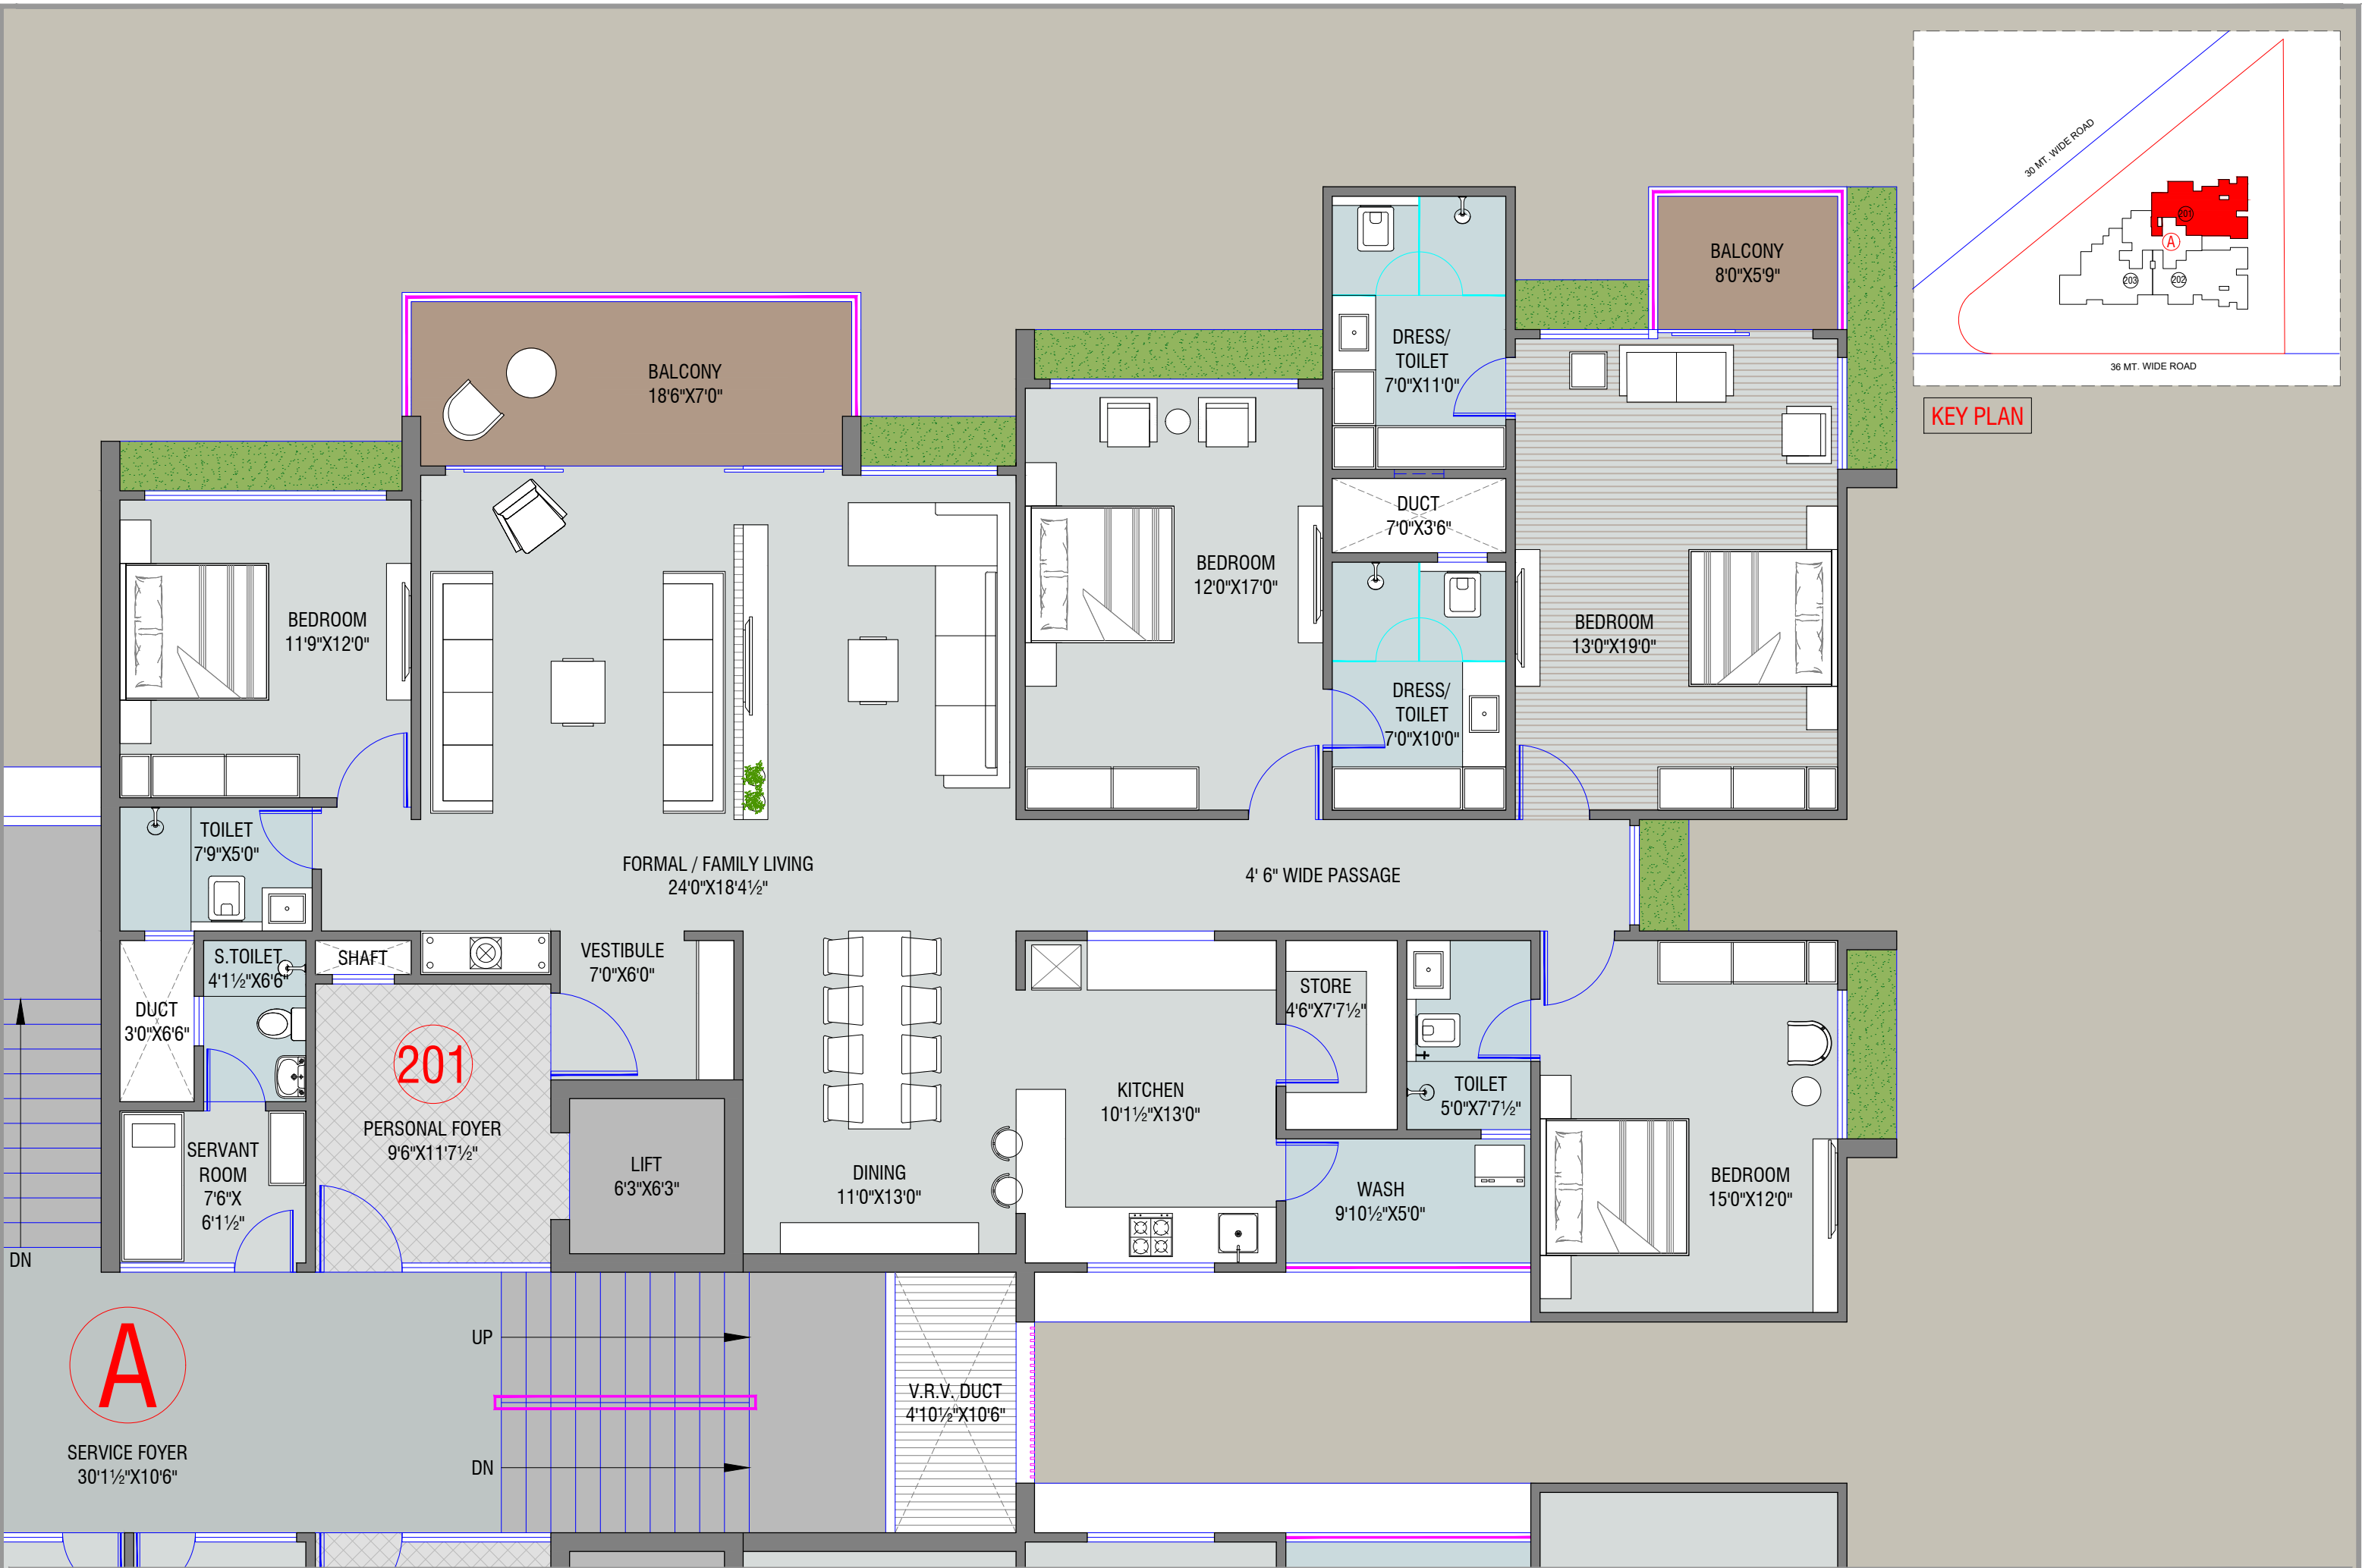 30 MT. WIDE ROAD
201
A
203
202
36 MT. WIDE ROAD
KEY PLAN
BALCONY
8'0"X5'9"
DRESS/
TOILET
7'0"X11'0"
BALCONY
18'6"X7'0"
DUCT
7'0"X3'6"
BEDROOM
12'0"X17'0"
BEDROOM
11'9"X12'0"
BEDROOM
13'0"X19'0"
DRESS/
TOILET
7'0"X10'0"
TOILET
7'9"X5'0"
FORMAL / FAMILY LIVING
24'0"X18'4½"
4' 6" WIDE PASSAGE
S.TOILET
4'1½"X6'6"
SHAFT
VESTIBULE
7'0"X6'0"
DUCT
3'0"X6'6"
STORE
4'6"X7'7½"
201
PERSONAL FOYER
9'6"X11'7½"
KITCHEN
10'1½"X13'0"
TOILET
5'0"X7'7½"
SERVANT
ROOM
7'6"X
6'1½"
LIFT
6'3"X6'3"
DINING
11'0"X13'0"
WASH
9'10½"X5'0"
BEDROOM
15'0"X12'0"
DN
UP
A
V.R.V. DUCT
4'10½"X10'6"
SERVICE FOYER
30'1½"X10'6"
DN